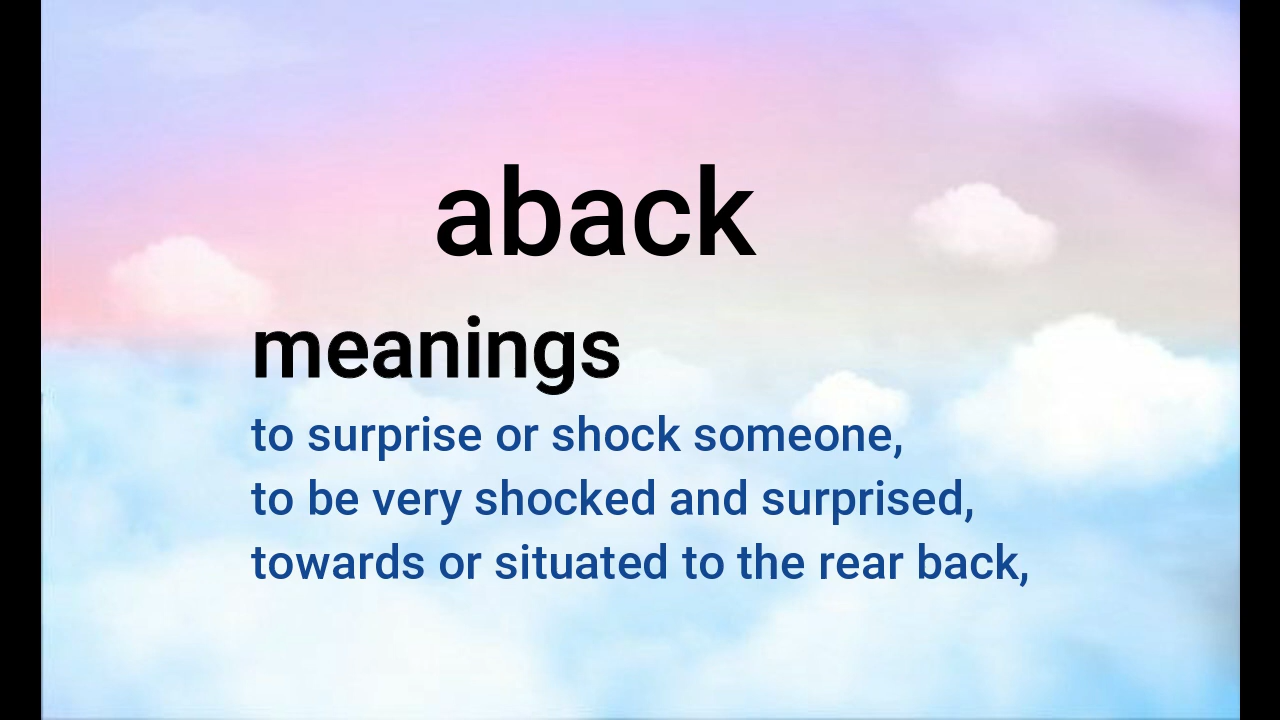 aback
meanings
to surprise or shock someone,
to be very shocked and surprised,
towards or situated to the rear back,